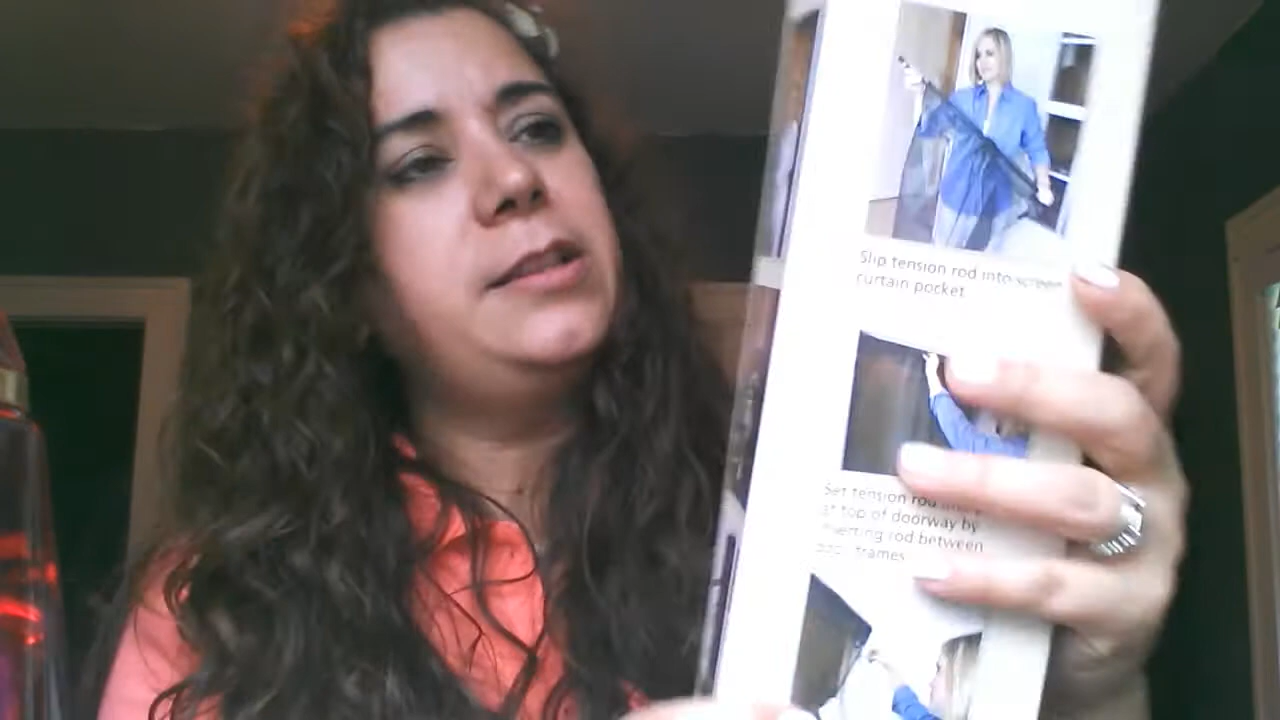 Slip tension rod into screen
curtain pocket
Set tension rod
at top of doorway by
inserting rod between
frames